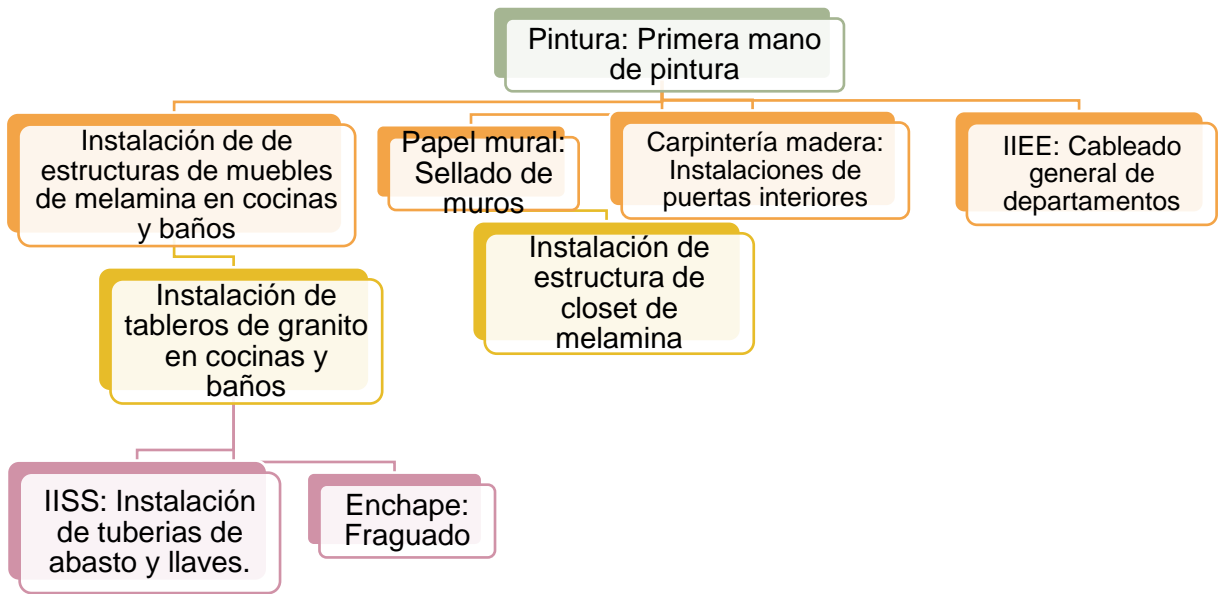 Pintura: Primera mano
de pintura
Instalación de de
estructuras de muebles
de melamina en cocinas
y baños
Papel mural:
Sellado de
muros
Carpintería madera:
Instalaciones de
puertas interiores
IIEE: Cableado
general de
departamentos
Instalación de
tableros de granito
en cocinas y
baños
Instalación de
estructura de
closet de
melamina
IISS: Instalación
de tuberias de
abasto y llaves.
Enchape:
Fraguado